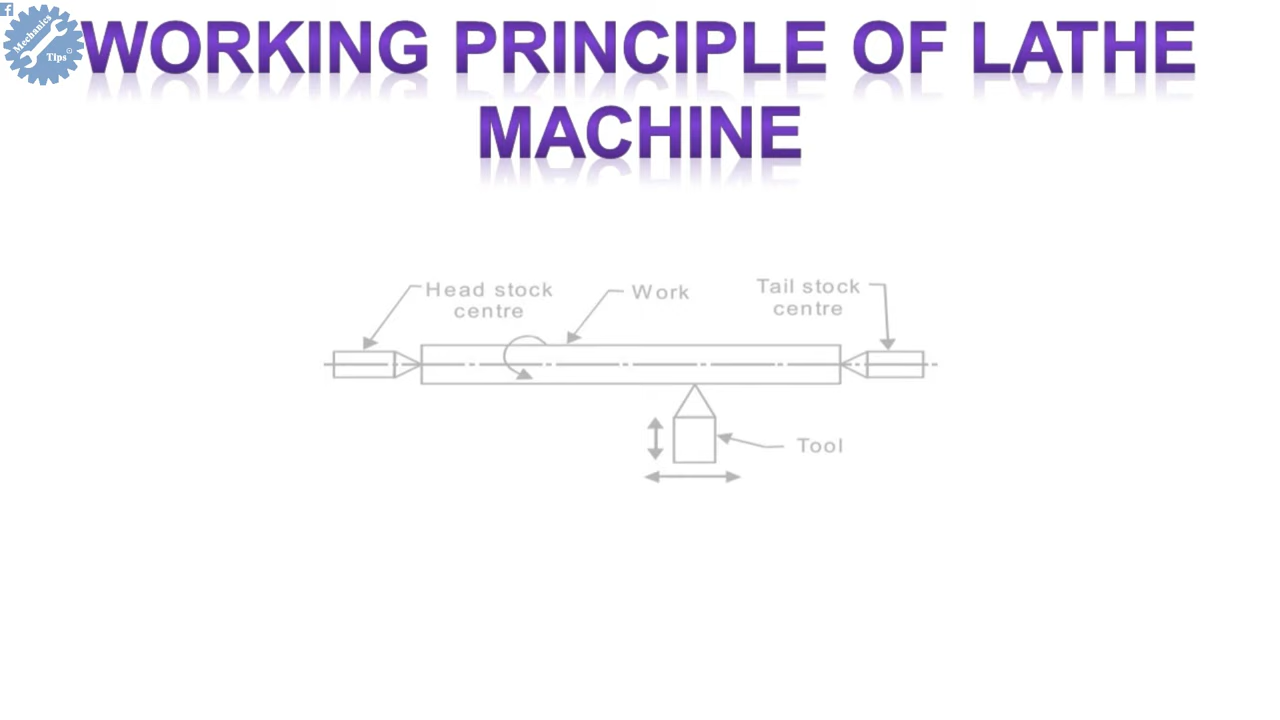 f
Mechanics
Tips
WORKING PRINCIPLE OF LATHE
MACHINE
Head stock
centre
Work
Tail stock
centre
Tool